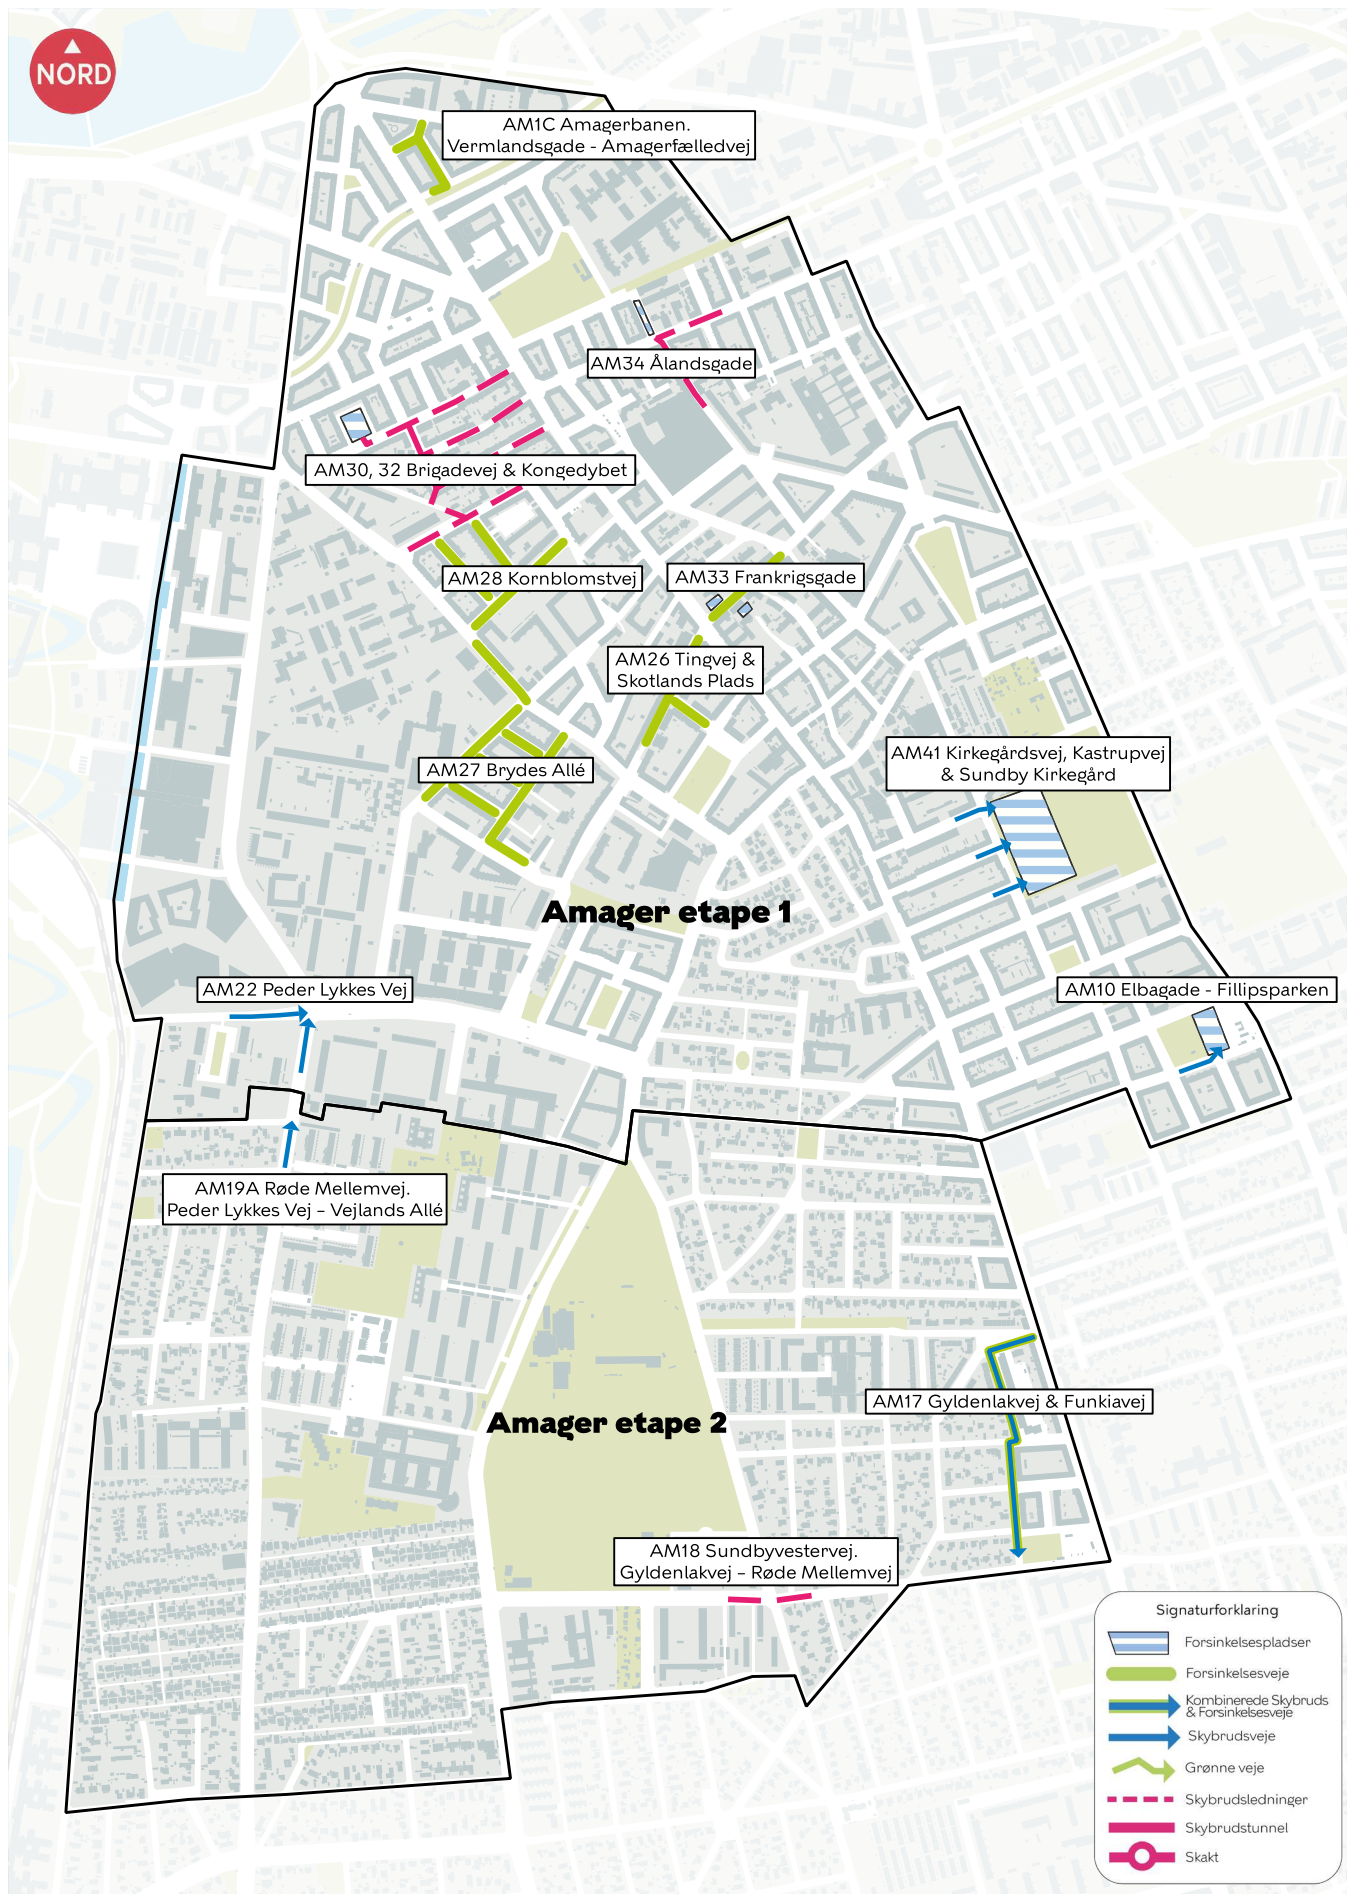 NORD
AM1C Amagerbanen.
Vermlandsgade - Amagerfælledvej
AM34 Ålandsgade
AM30, 32 Brigadevej & Kongedybet
AM28 Kornblomstvej
AM33 Frankrigsgade
AM26 Tingvej &
Skotlands Plads
AM27 Brydes Allé
AM41 Kirkegårdsvej, Kastrupvej
& Sundby Kirkegård
Amager etape 1
AM22 Peder Lykkes Vej
AM10 Elbagade - Fillipsparken
AM19A Røde Mellemvej.
Peder Lykkes Vej – Vejlands Allé
AM17 Gyldenlakvej & Funkiavej
Amager etape 2
AM18 Sundbyvestervej.
Gyldenlakvej – Røde Mellemvej
Signaturforklaring
Forsinkelsespladser
Forsinkelsesveje
Kombinerede Skybruds
& Forsinkelsesveje
Skybrudsveje
Grønne veje
Skybrudsledninger
Skybrudstunnel
Skakt